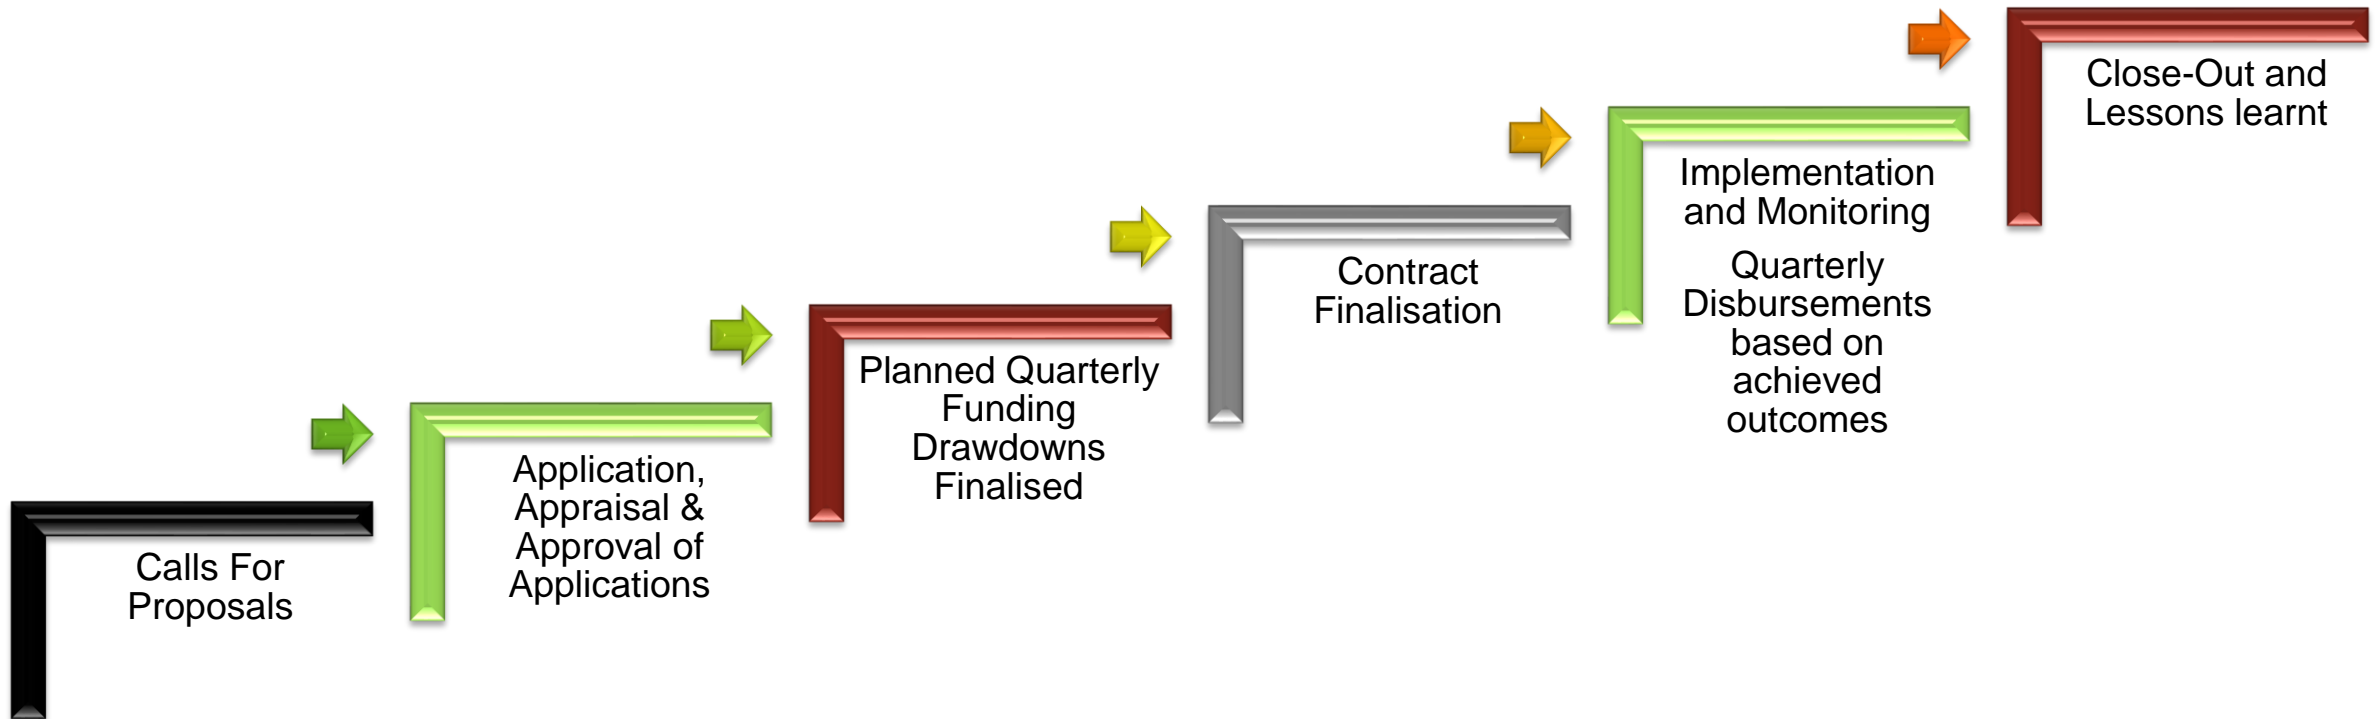 Calls For
Proposals
Application,
Appraisal &
Approval of
Applications
Planned Quarterly
Funding
Drawdowns
Finalised
Contract
Finalisation
Implementation
and Monitoring
Quarterly
Disbursements
based on
achieved
outcomes
Close-Out and
Lessons learnt